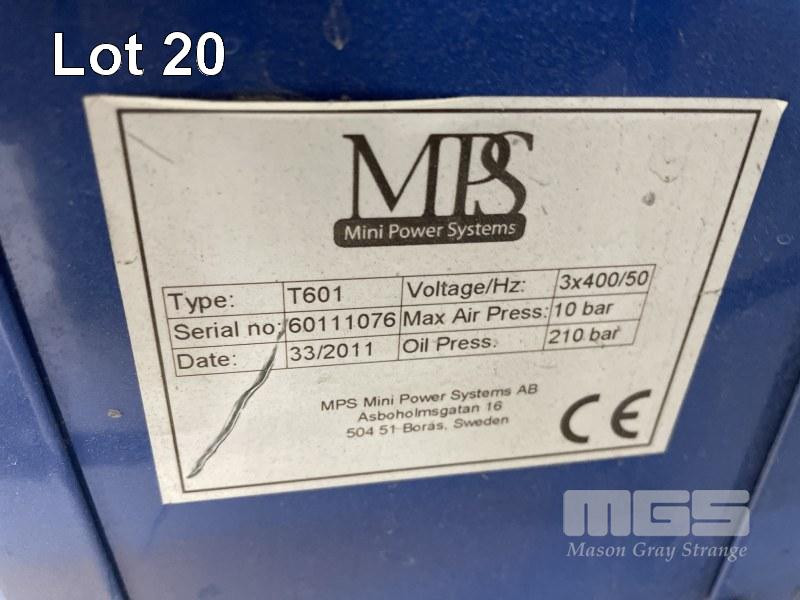 Lot 20
MPS
Mini Power Systems
Type: T601 Voltage/Hz: 3x400/50
Serial no: 60111076 Max Air Press: 10 bar
Date: 33/2011 Oil Press. 210 bar
MPS Mini Power Systems AB
Asboholmsgatan 16
504 51 Borås, Sweden
CE
MGS
Mason Gray Strange